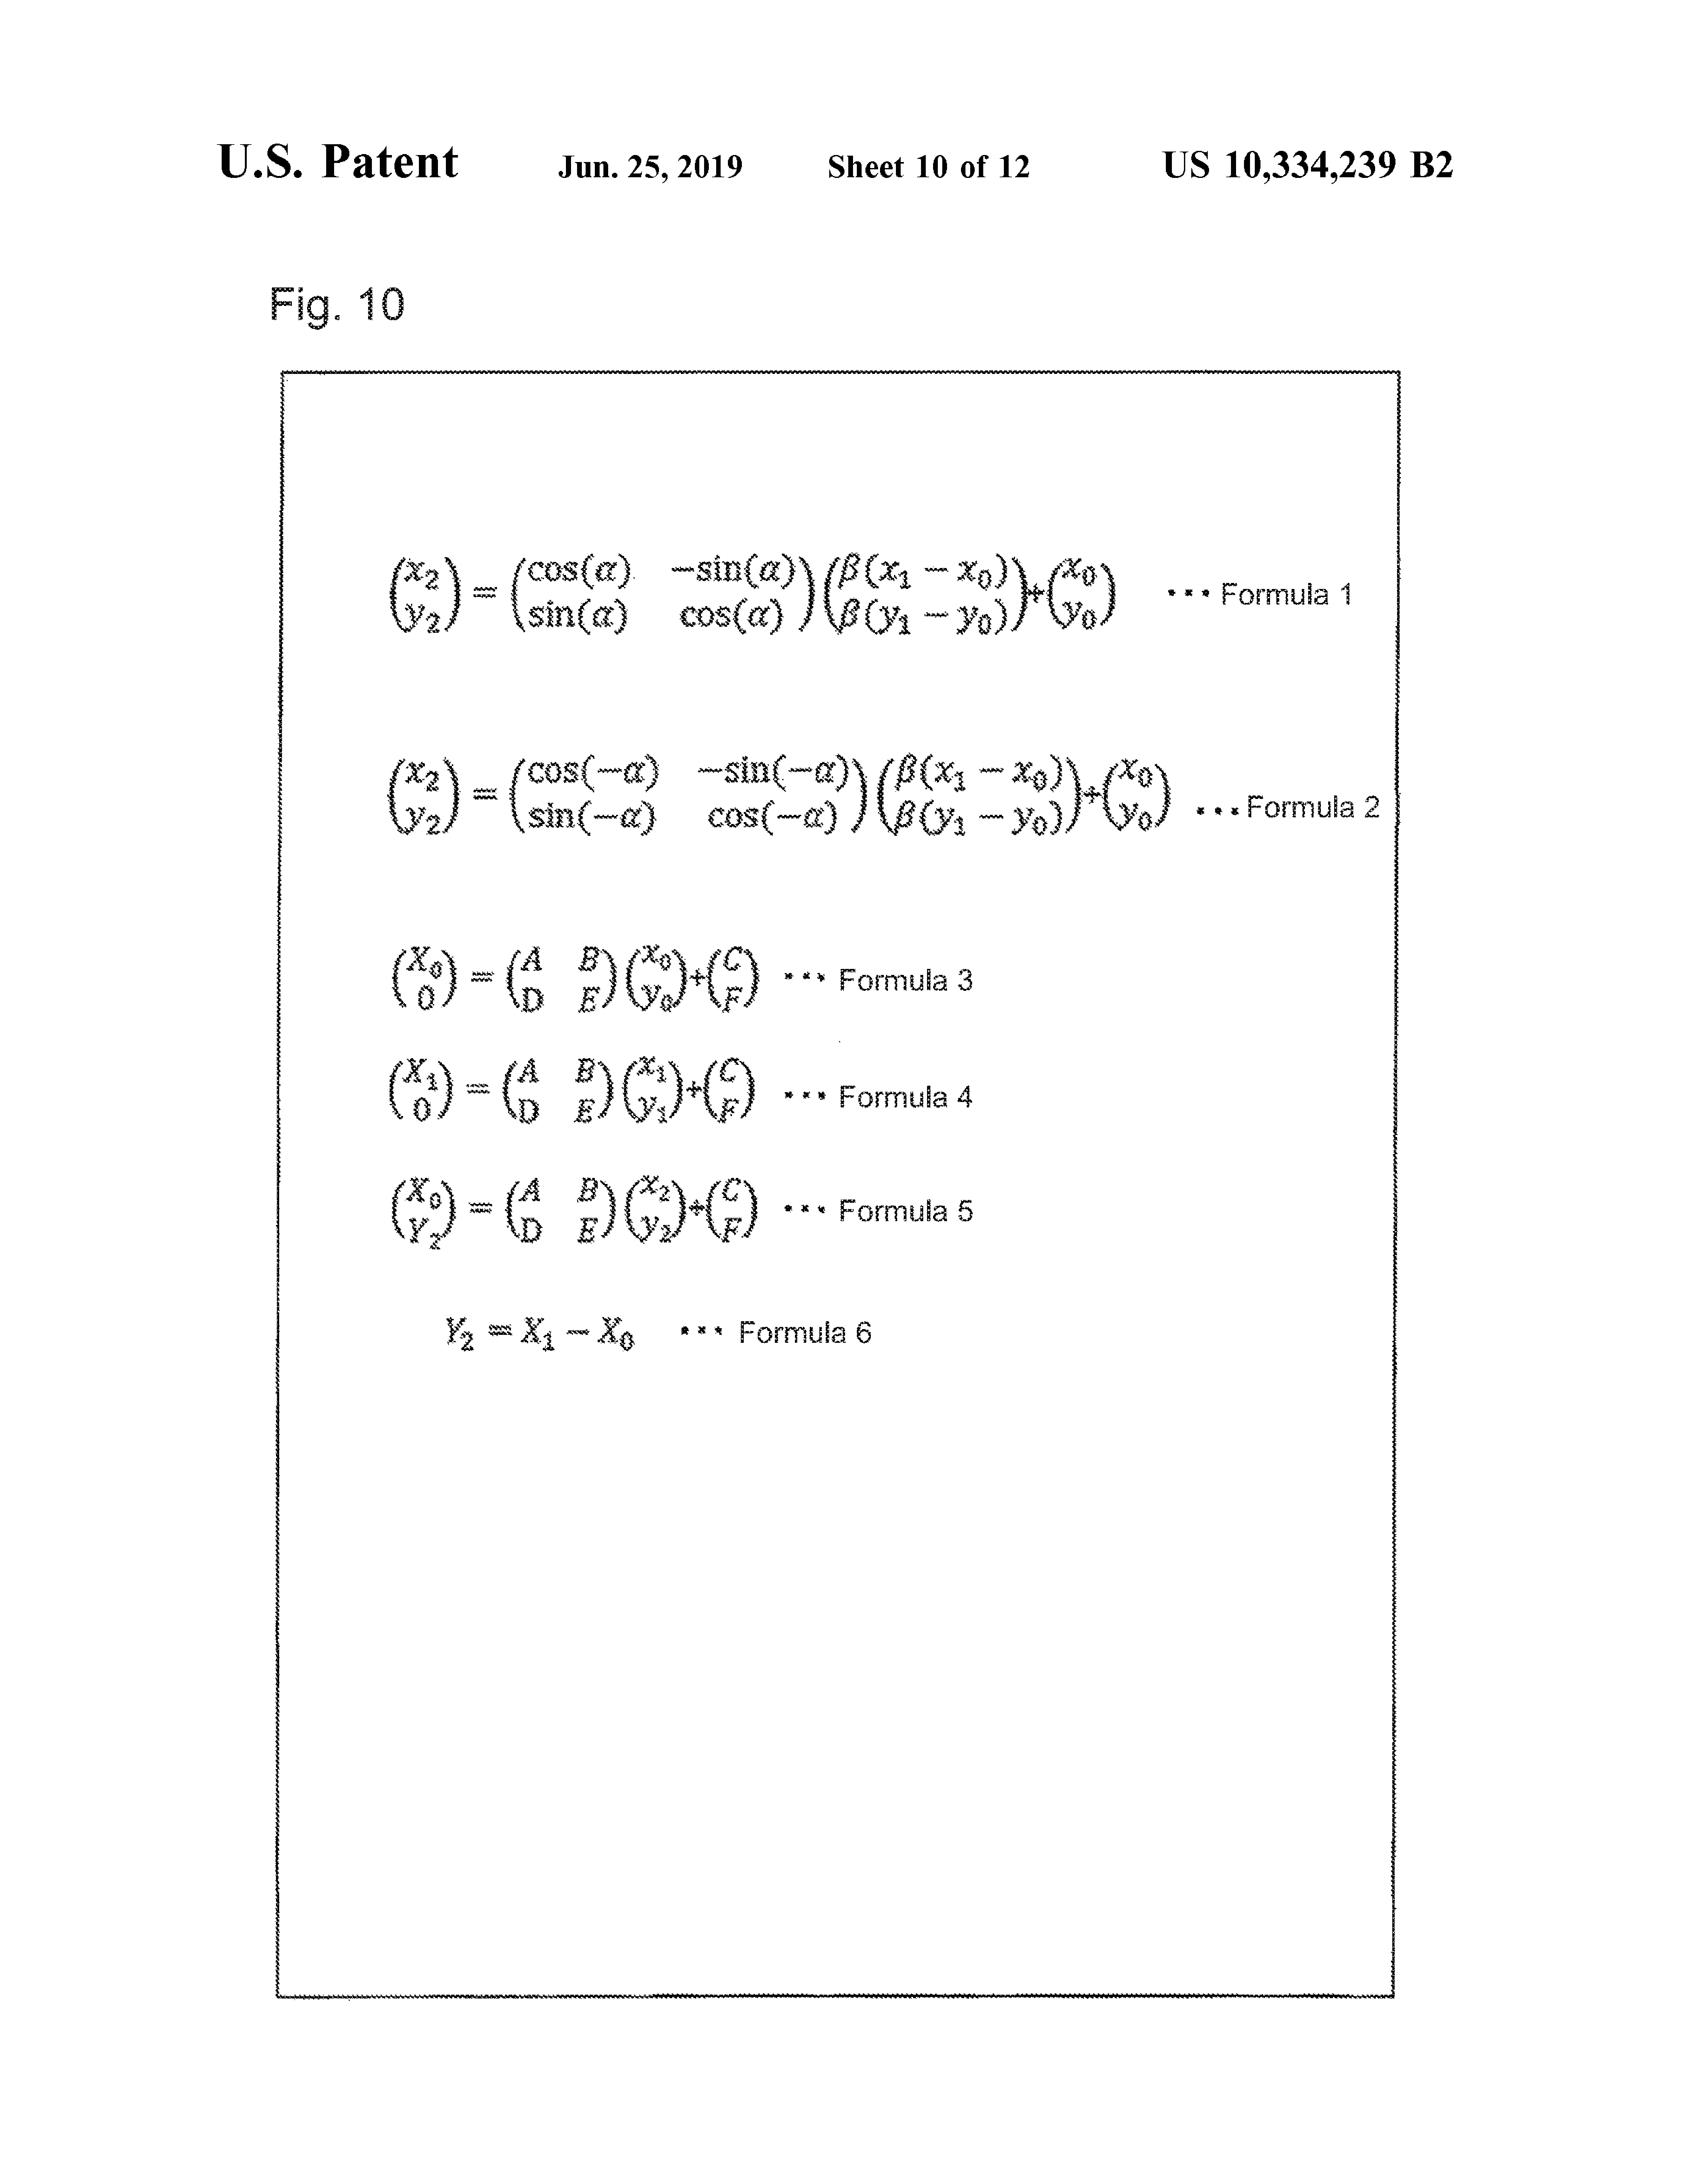 U.S. Patent Jun. 25, 2019 Sheet 10 of 12 US 10,334,239 B2
Fig. 10
(x₂ y₂) = (cos(α) −sin(α) sin(α) cos(α)) (β(x₁ − x₀) β(y₁ − y₀)) + (x₀ y₀) ··· Formula 1
(x₂ y₂) = (cos(−α) −sin(−α) sin(−α) cos(−α)) (β(x₁ − x₀) β(y₁ − y₀)) + (x₀ y₀) ··· Formula 2
(X₀ 0) = (A B D E) (x₀ y₀) + (C F) ··· Formula 3
(X₁ 0) = (A B D E) (x₁ y₁) + (C F) ··· Formula 4
(X₀ Y₂) = (A B D E) (x₂ y₂) + (C F) ··· Formula 5
Y₂ = X₁ − X₀ ··· Formula 6